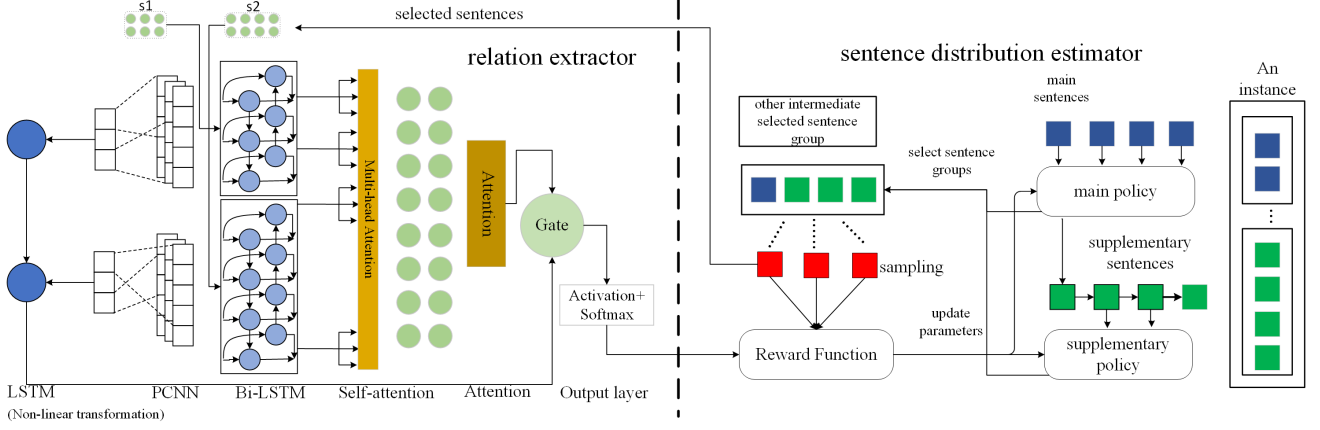 s1
s2
selected sentences
relation extractor
Multi-head Attention
Attention
Gate
Activation+
Softmax
LSTM
(Non-linear transformation)
PCNN
Bi-LSTM
Self-attention
Attention
Output layer
sentence distribution estimator
other intermediate
selected sentence
group
main
sentences
An
instance
select sentence
groups
main policy
supplementary
sentences
sampling
update
parameters
Reward Function
supplementary
policy